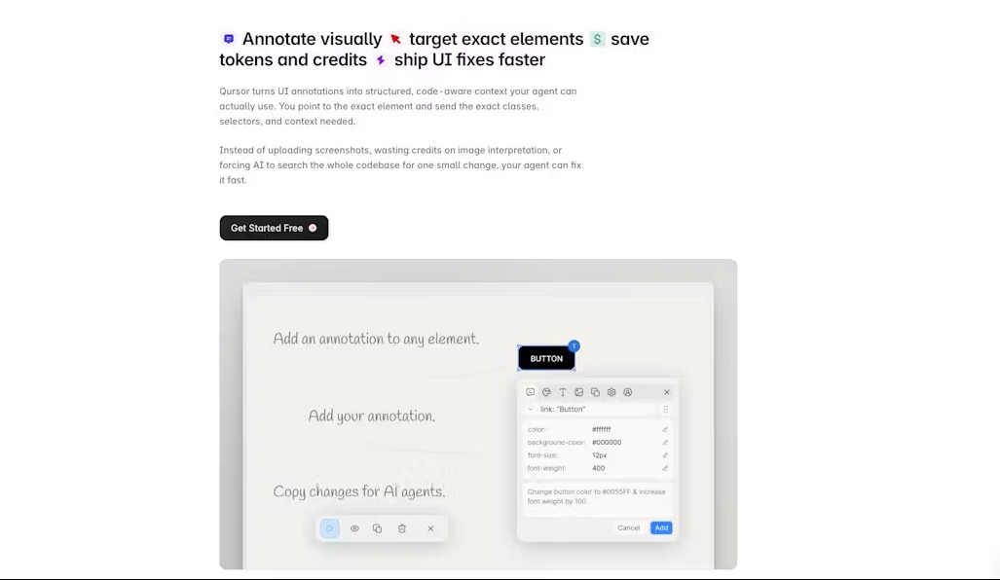 Annotate visually target exact elements $ save
tokens and credits ship UI fixes faster
Qursor turns UI annotations into structured, code-aware context your agent can
actually use. You point to the exact element and send the exact classes,
selectors, and context needed.
Instead of uploading screenshots, wasting credits on image interpretation, or
forcing AI to search the whole codebase for one small change, your agent can fix
it fast.
Get Started Free
Add an annotation to any element.
1
BUTTON
link: "Button"
Add your annotation.
color: #ffffff
background-color: #000000
font-size: 12px
font-weight: 400
Copy changes for AI agents.
Change button color to #0055FF & increase
font weight by 100
Cancel Add